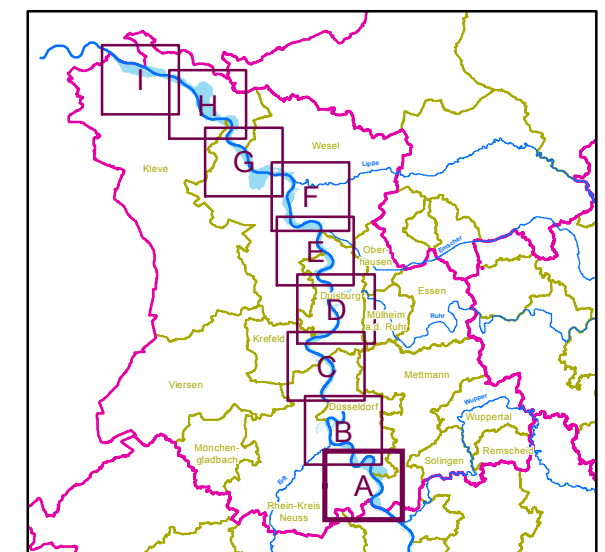 I
H
Wesel
Lippe
Kleve
G
F
Emscher
Ober-
hausen
E
Essen
Duisburg
D
Mülheim
a.d. Ruhr
Ruhr
Krefeld
C
Mettmann
Viersen
Wupper
Düsseldorf
Wuppertal
B
Mönchen-
gladbach
Remscheid
Solingen
Erft
A
Rhein-Kreis
Neuss